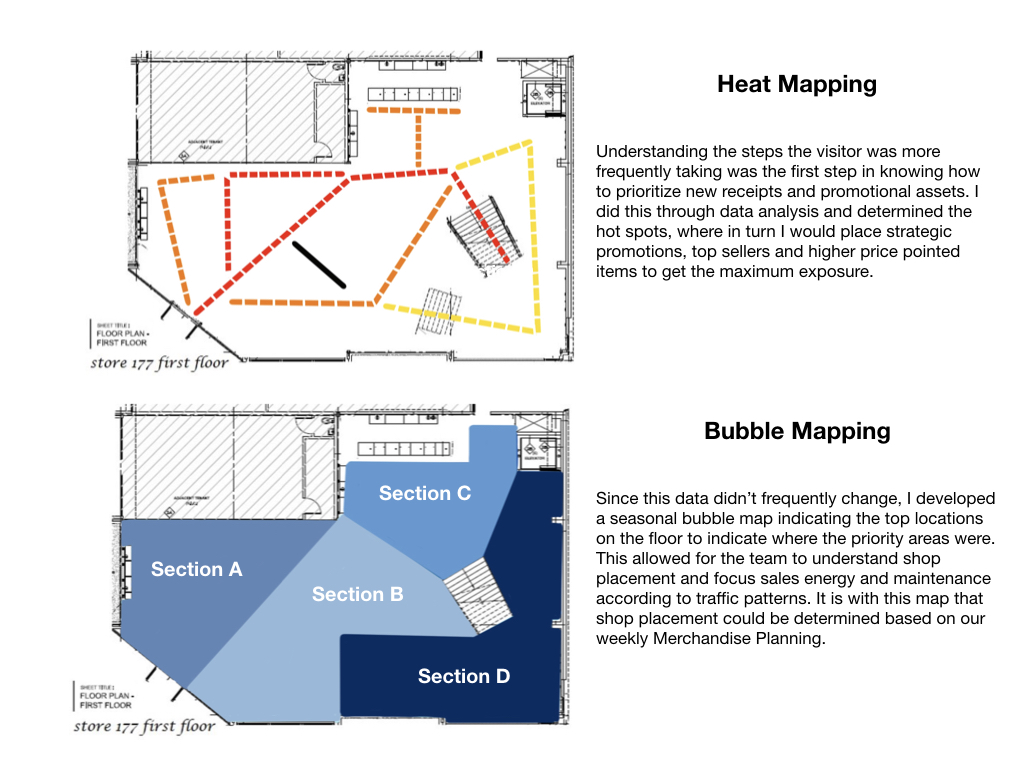 Heat Mapping
Understanding the steps the visitor was more
frequently taking was the first step in knowing how
to prioritize new receipts and promotional assets. I
did this through data analysis and determined the
hot spots, where in turn I would place strategic
promotions, top sellers and higher price pointed
items to get the maximum exposure.
ADJACENT TENANT
ELEVATOR
SHEET TITLE
FLOOR PLAN -
FIRST FLOOR
store 177 first floor
Bubble Mapping
Since this data didn’t frequently change, I developed
a seasonal bubble map indicating the top locations
on the floor to indicate where the priority areas were.
This allowed for the team to understand shop
placement and focus sales energy and maintenance
according to traffic patterns. It is with this map that
shop placement could be determined based on our
weekly Merchandise Planning.
ADJACENT TENANT
ELEVATOR
Section C
Section A
Section B
Section D
SHEET TITLE
FLOOR PLAN -
FIRST FLOOR
store 177 first floor